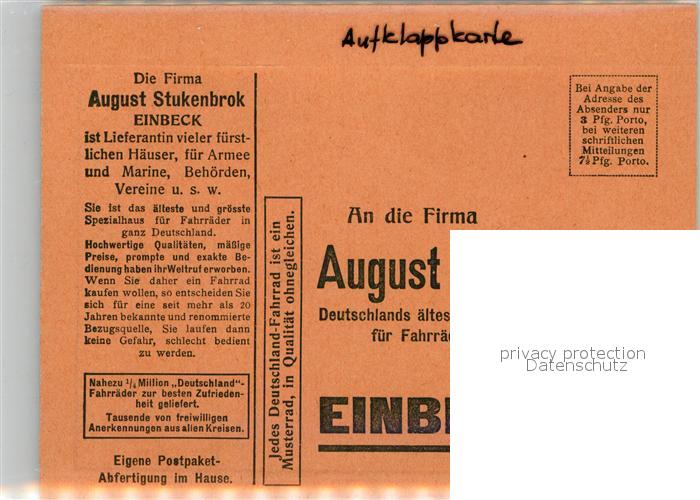 Aufklappkarte
Die Firma
August Stukenbrok
EINBECK
ist Lieferantin vieler fürst-
lichen Häuser, für Armee
und Marine, Behörden,
Vereine u. s. w.
Sie ist das älteste und grösste
Spezialhaus für Fahrräder in
ganz Deutschland.
Hochwertige Qualitäten, mäßige
Preise, prompte und exakte Be-
dienung haben ihr Weltruf erworben.
Wenn Sie daher ein Fahrrad
kaufen wollen, so entscheiden Sie
sich für eine seit mehr als 20
Jahren bekannte und renommierte
Bezugsquelle, Sie laufen dann
keine Gefahr, schlecht bedient
zu werden.
Nahezu 1/4 Million „Deutschland"-
Fahrräder zur besten Zufrieden-
heit geliefert.
Tausende von freiwilligen
Anerkennungen aus allen Kreisen.
Eigene Postpaket-
Abfertigung im Hause.
Jedes Deutschland-Fahrrad ist ein
Musterrad, in Qualität ohnegleichen.
Bei Angabe der
Adresse des
Absenders nur
3 Pfg. Porto,
bei weiteren
schriftlichen
Mitteilungen
7½ Pfg. Porto.
An die Firma
August
Deutschlands ältes
für Fahrrä
EINBE
privacy protection
Datenschutz